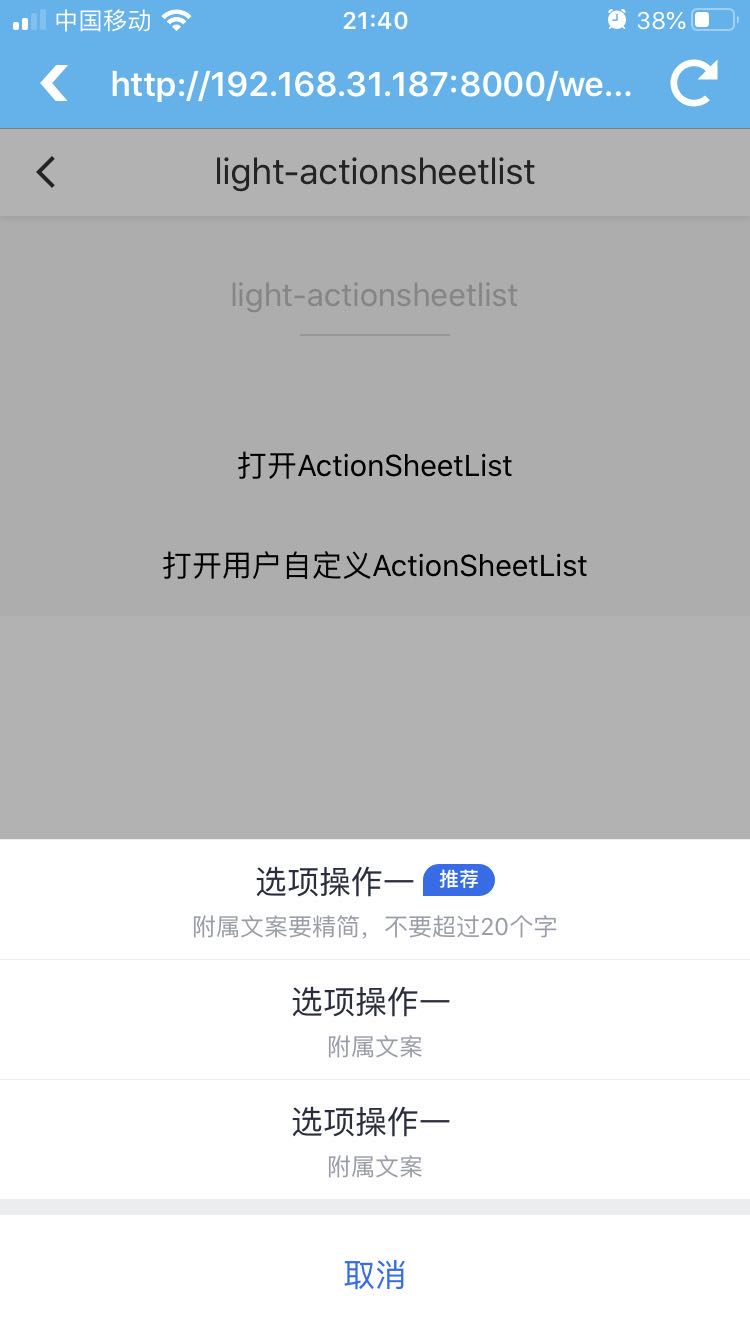 中国移动 21:40 38%
http://192.168.31.187:8000/we...
light-actionsheetlist
light-actionsheetlist
打开ActionSheetList
打开用户自定义ActionSheetList
选项操作一 推荐
附属文案要精简，不要超过20个字
选项操作一
附属文案
选项操作一
附属文案
取消